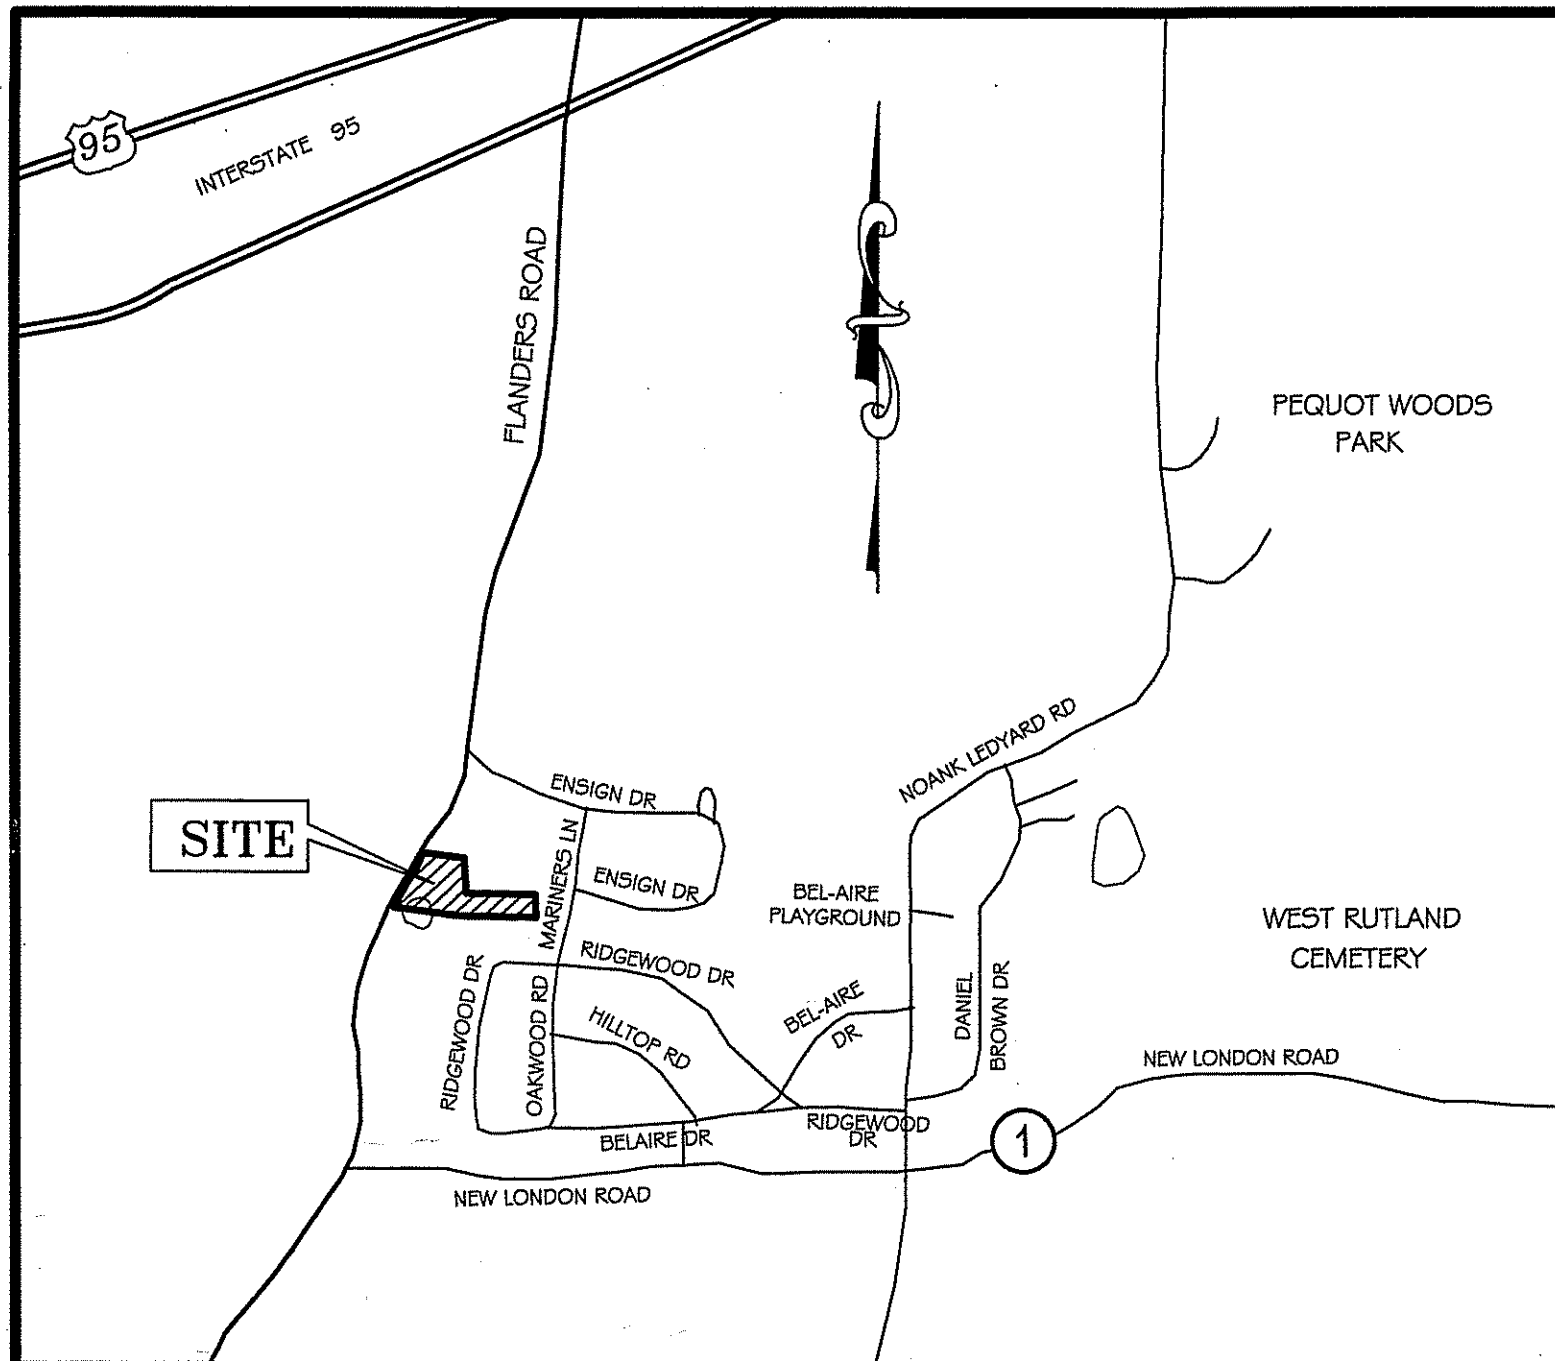 95
INTERSTATE 95
FLANDERS ROAD
PEQUOT WOODS
PARK
NOANK LEDYARD RD
ENSIGN DR
SITE
MARINERS LN
ENSIGN DR
BEL-AIRE
PLAYGROUND
WEST RUTLAND
CEMETERY
RIDGEWOOD DR
RIDGEWOOD DR
OAKWOOD RD
HILLTOP RD
BEL-AIRE
DR
DANIEL
BROWN DR
NEW LONDON ROAD
RIDGEWOOD
DR
BELAIRE DR
1
NEW LONDON ROAD